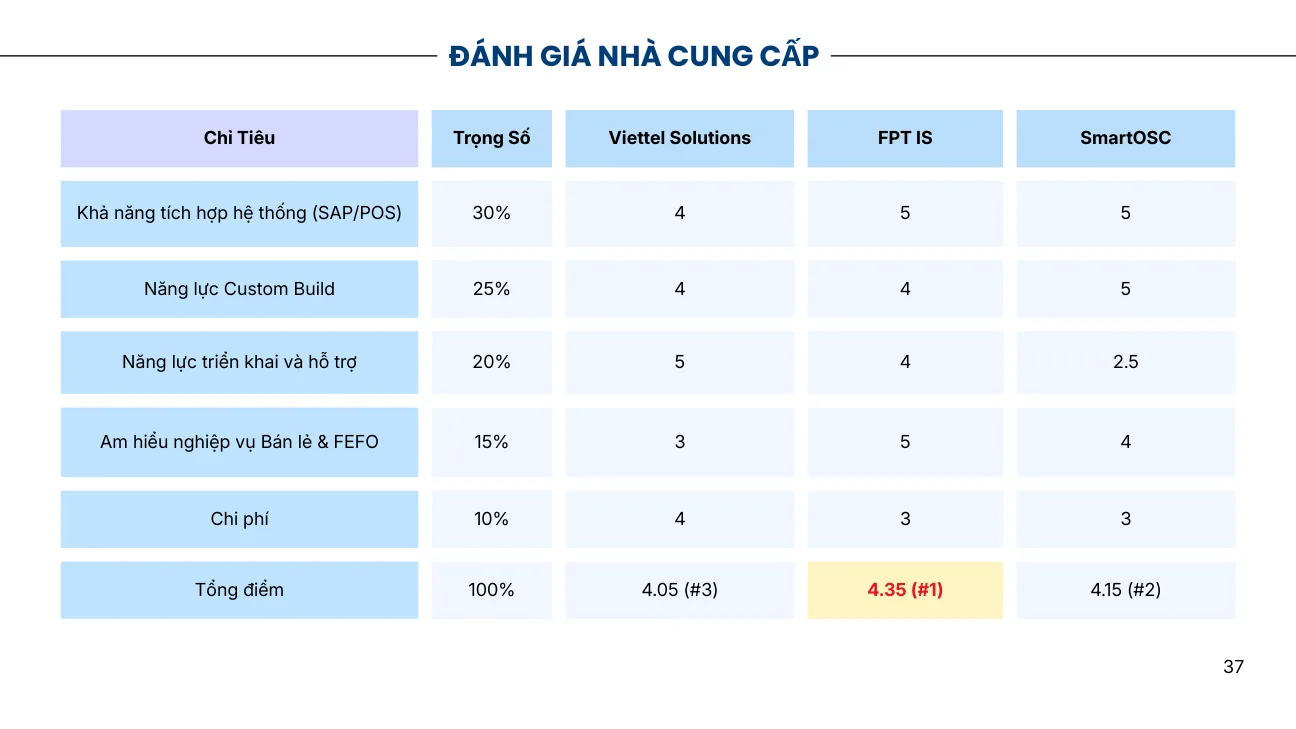 ĐÁNH GIÁ NHÀ CUNG CẤP
Chỉ Tiêu Trọng Số Viettel Solutions FPT IS SmartOSC
Khả năng tích hợp hệ thống (SAP/POS) 30% 4 5 5
Năng lực Custom Build 25% 4 4 5
Năng lực triển khai và hỗ trợ 20% 5 4 2.5
Am hiểu nghiệp vụ Bán lẻ & FEFO 15% 3 5 4
Chi phí 10% 4 3 3
Tổng điểm 100% 4.05 (#3) 4.35 (#1) 4.15 (#2)
37